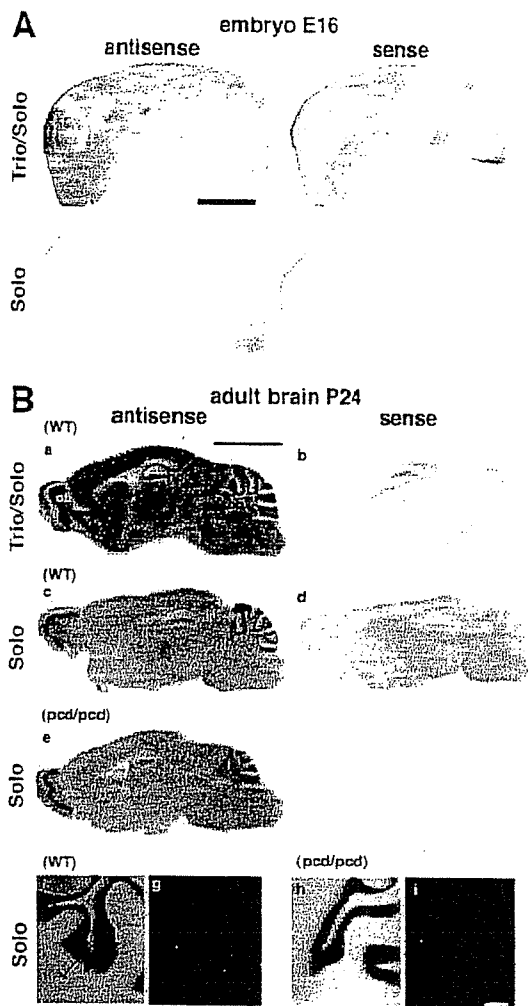 A embryo E16
antisense sense
Trio/Solo
Solo
B adult brain P24
antisense sense
(WT)
a b
Trio/Solo
(WT)
c d
Solo
(pcd/pcd)
e
Solo
(WT) (pcd/pcd)
g h i
Solo